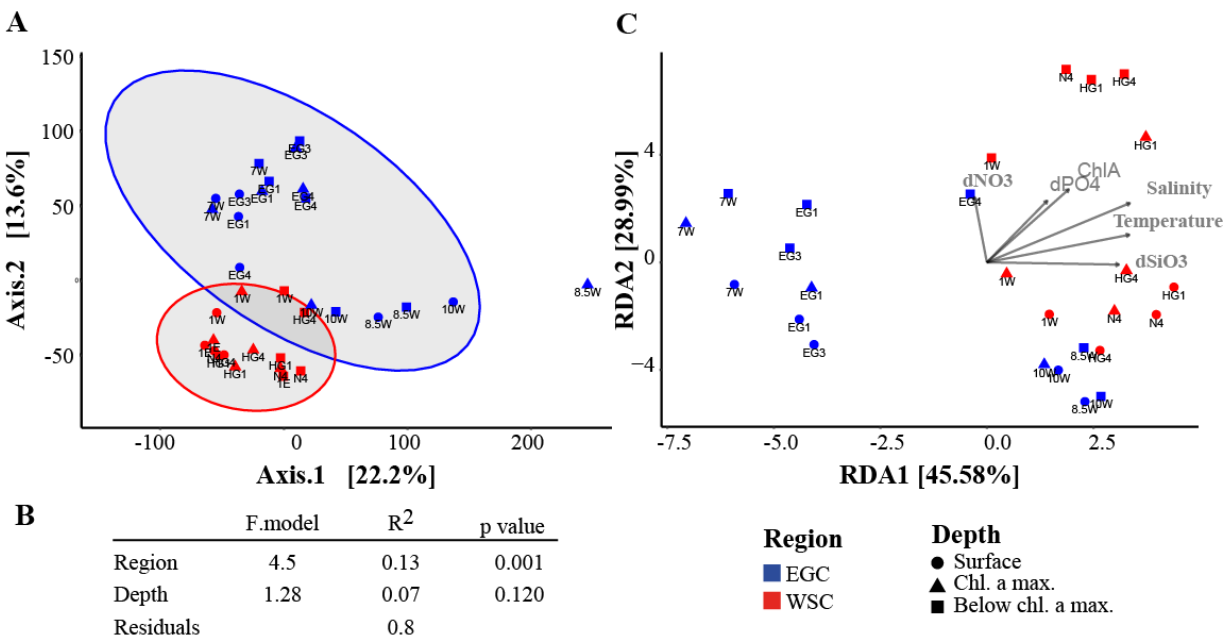 A
150
100
50
0
-50
-100
0
100
200
Axis.2 [13.6%]
Axis.1 [22.2%]
EG3
7W
EG1
EG1
EG4
EG4
7W
7W
EG3
EG1
EG4
1W
1W
1W
HG4
10W
10W
8.5W
8.5W
10W
8.5W
HG4
HG1
HG1
N4
N4
1E
C
4
0
-4
-7.5
-5.0
-2.5
0.0
2.5
RDA2 [28.99%]
RDA1 [45.58%]
N4
HG1
HG4
HG1
1W
dNO3
ChlA
dPO4
Salinity
Temperature
dSiO3
EG4
7W
EG1
7W
EG3
7W
EG1
EG1
EG3
1W
HG4
HG1
1W
N4
N4
HG4
8.5W
10W
10W
8.5W
10W
B
F.model R2 p value
Region 4.5 0.13 0.001
Depth 1.28 0.07 0.120
Residuals 0.8
Region
EGC
WSC
Depth
Surface
Chl. a max.
Below chl. a max.